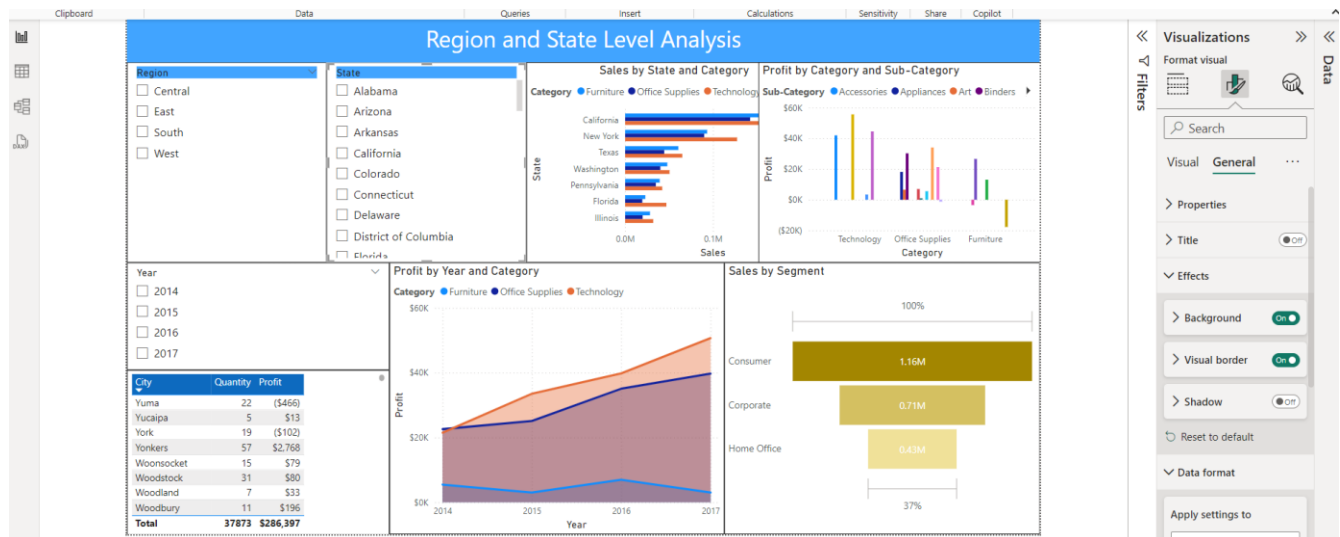 Clipboard Data Queries Insert Calculations Sensitivity Share Copilot
Region and State Level Analysis
Region
Central
East
South
West
State
Alabama
Arizona
Arkansas
California
Colorado
Connecticut
Delaware
District of Columbia
Florida
Sales by State and Category
Category Furniture Office Supplies Technology
State
California
New York
Texas
Washington
Pennsylvania
Florida
Illinois
0.0M 0.1M
Sales
Profit by Category and Sub-Category
Sub-Category Accessories Appliances Art Binders
Profit
$60K
$40K
$20K
$0K
($20K)
Technology Office Supplies Furniture
Category
Year
2014
2015
2016
2017
City Quantity Profit
Yuma 22 ($466)
Yucaipa 5 $13
York 19 ($102)
Yonkers 57 $2,768
Woonsocket 15 $79
Woodstock 31 $80
Woodland 7 $33
Woodbury 11 $196
Total 37873 $286,397
Profit by Year and Category
Category Furniture Office Supplies Technology
Profit
$60K
$40K
$20K
$0K
2014 2015 2016 2017
Year
Sales by Segment
100%
Consumer 1.16M
Corporate 0.71M
Home Office 0.43M
37%
Filters
Visualizations
Format visual
Search
Visual General
Properties
Title Off
Effects
Background On
Visual border On
Shadow Off
Reset to default
Data format
Apply settings to
Data